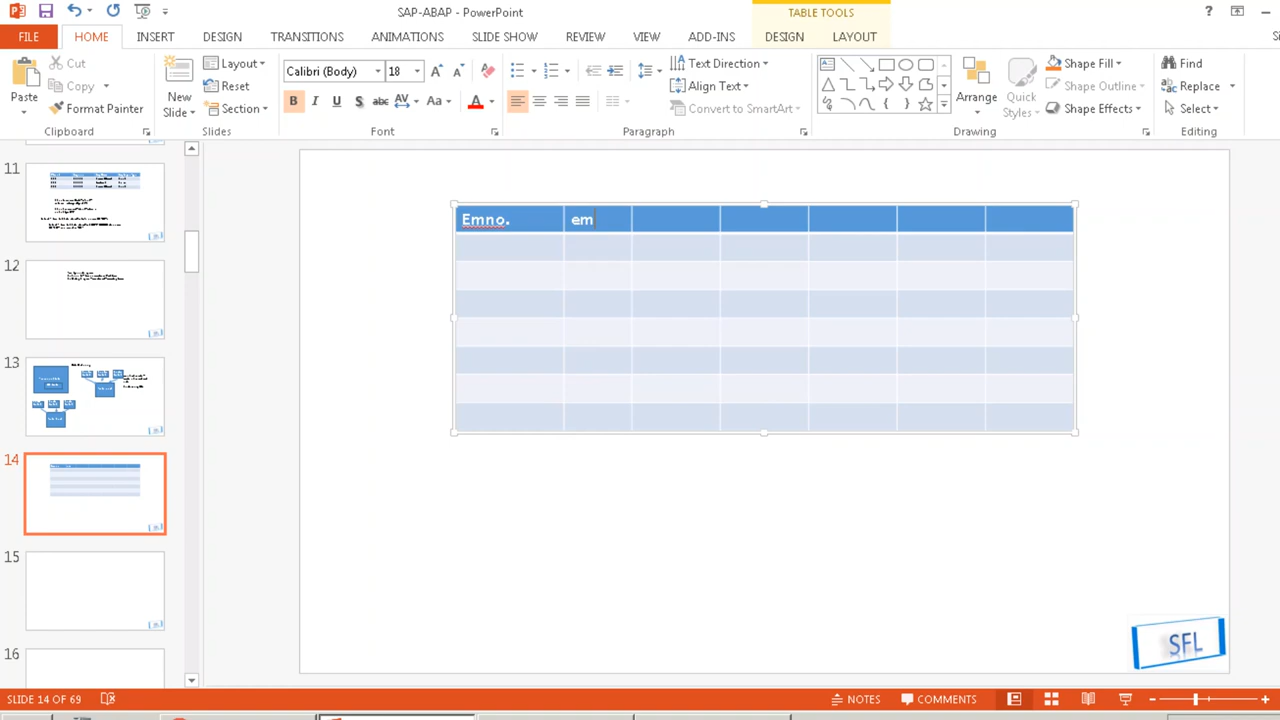 SAP-ABAP - PowerPoint
TABLE TOOLS
?
FILE
HOME
INSERT
DESIGN
TRANSITIONS
ANIMATIONS
SLIDE SHOW
REVIEW
VIEW
ADD-INS
DESIGN
LAYOUT
Paste
Cut
Copy
Format Painter
Clipboard
New
Slide
Layout
Reset
Section
Slides
Calibri (Body)
18
B I U S abc AV Aa A
Font
Text Direction
Align Text
Convert to SmartArt
Paragraph
Arrange
Quick
Styles
Shape Fill
Shape Outline
Shape Effects
Drawing
Find
Replace
Select
Editing
11
12
13
14
15
16
Emno.
em
SFL
SLIDE 14 OF 69
NOTES
COMMENTS